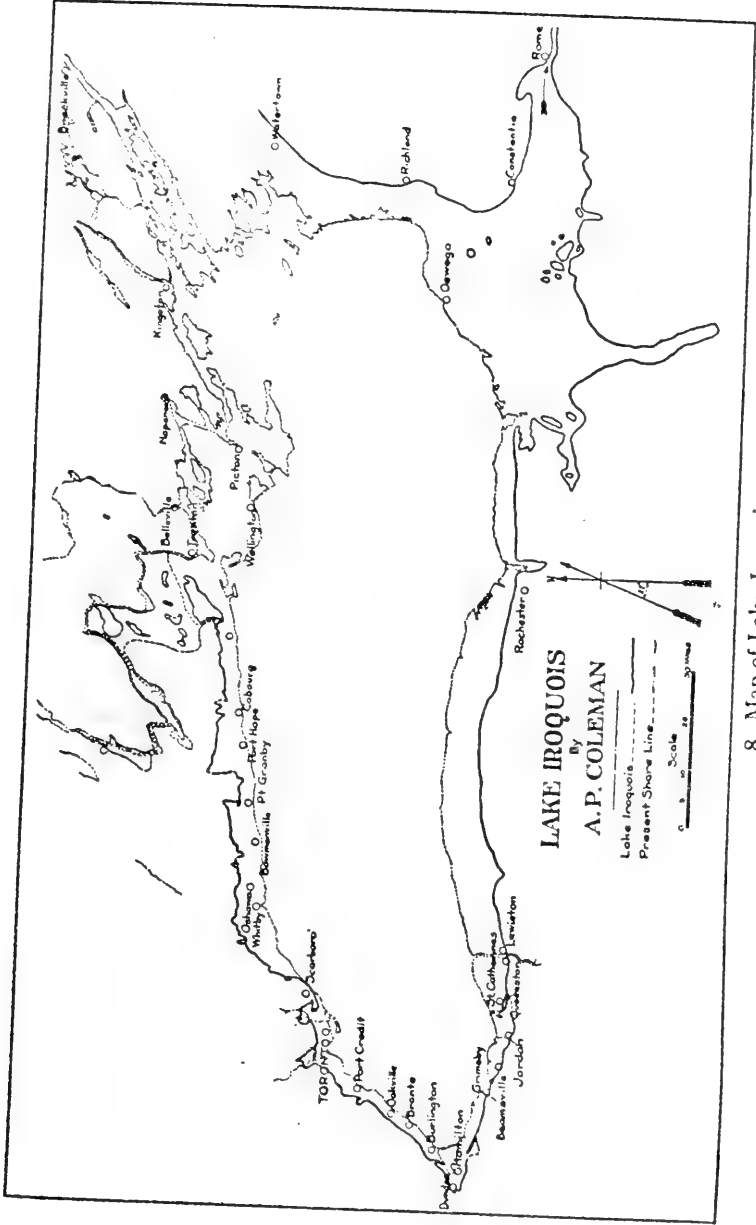 Brockville
Watertown
Kingston
Richland
Napanee
Constantia
Rome
Belleville
Trenton
Picton
Oswego
Wellington
Cobourg
Port Hope
Pt Granby
Bowmanville
Oshawa
Whitby
Scarboro'
TORONTO
Port Credit
Oakville
Bronte
Burlington
Dundas
Hamilton
Grimsby
Beamsville
Jordan
St Catherines
Queenston
Lewiston
Rochester
N
LAKE IROQUOIS
By
A.P. COLEMAN
Lake Iroquois
Present Shore Line
Scale
8 Map of Lake